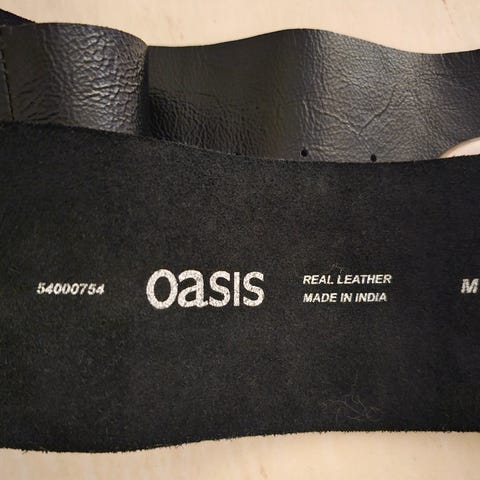 54000754
oasis
REAL LEATHER
MADE IN INDIA
M